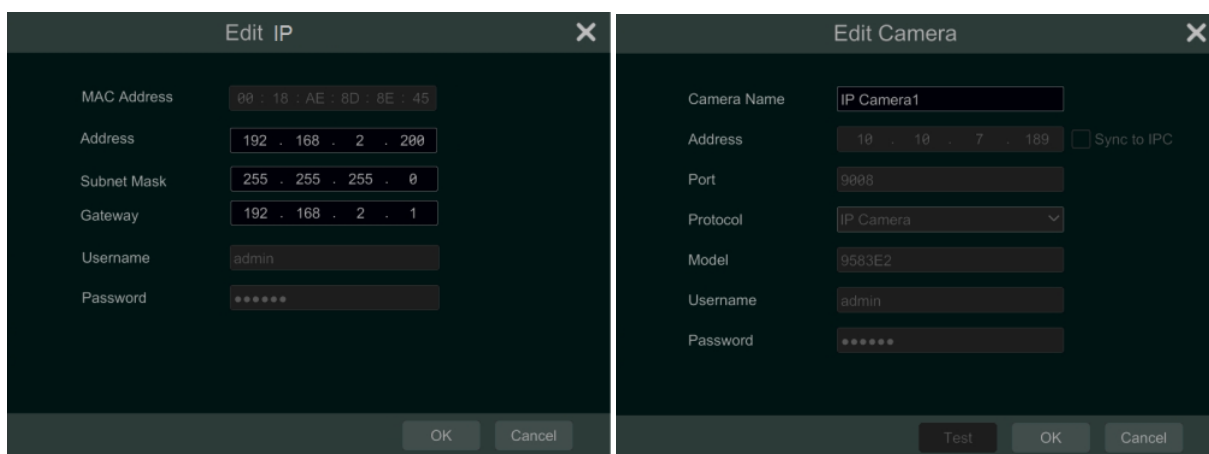 Edit IP
MAC Address 00 : 18 : AE : 8D : 8E : 45
Address 192 . 168 . 2 . 200
Subnet Mask 255 . 255 . 255 . 0
Gateway 192 . 168 . 2 . 1
Username admin
Password ●●●●●●
OK Cancel
Edit Camera
Camera Name IP Camera1
Address 10 . 10 . 7 . 189 Sync to IPC
Port 9008
Protocol IP Camera
Model 9583E2
Username admin
Password ●●●●●●
Test OK Cancel